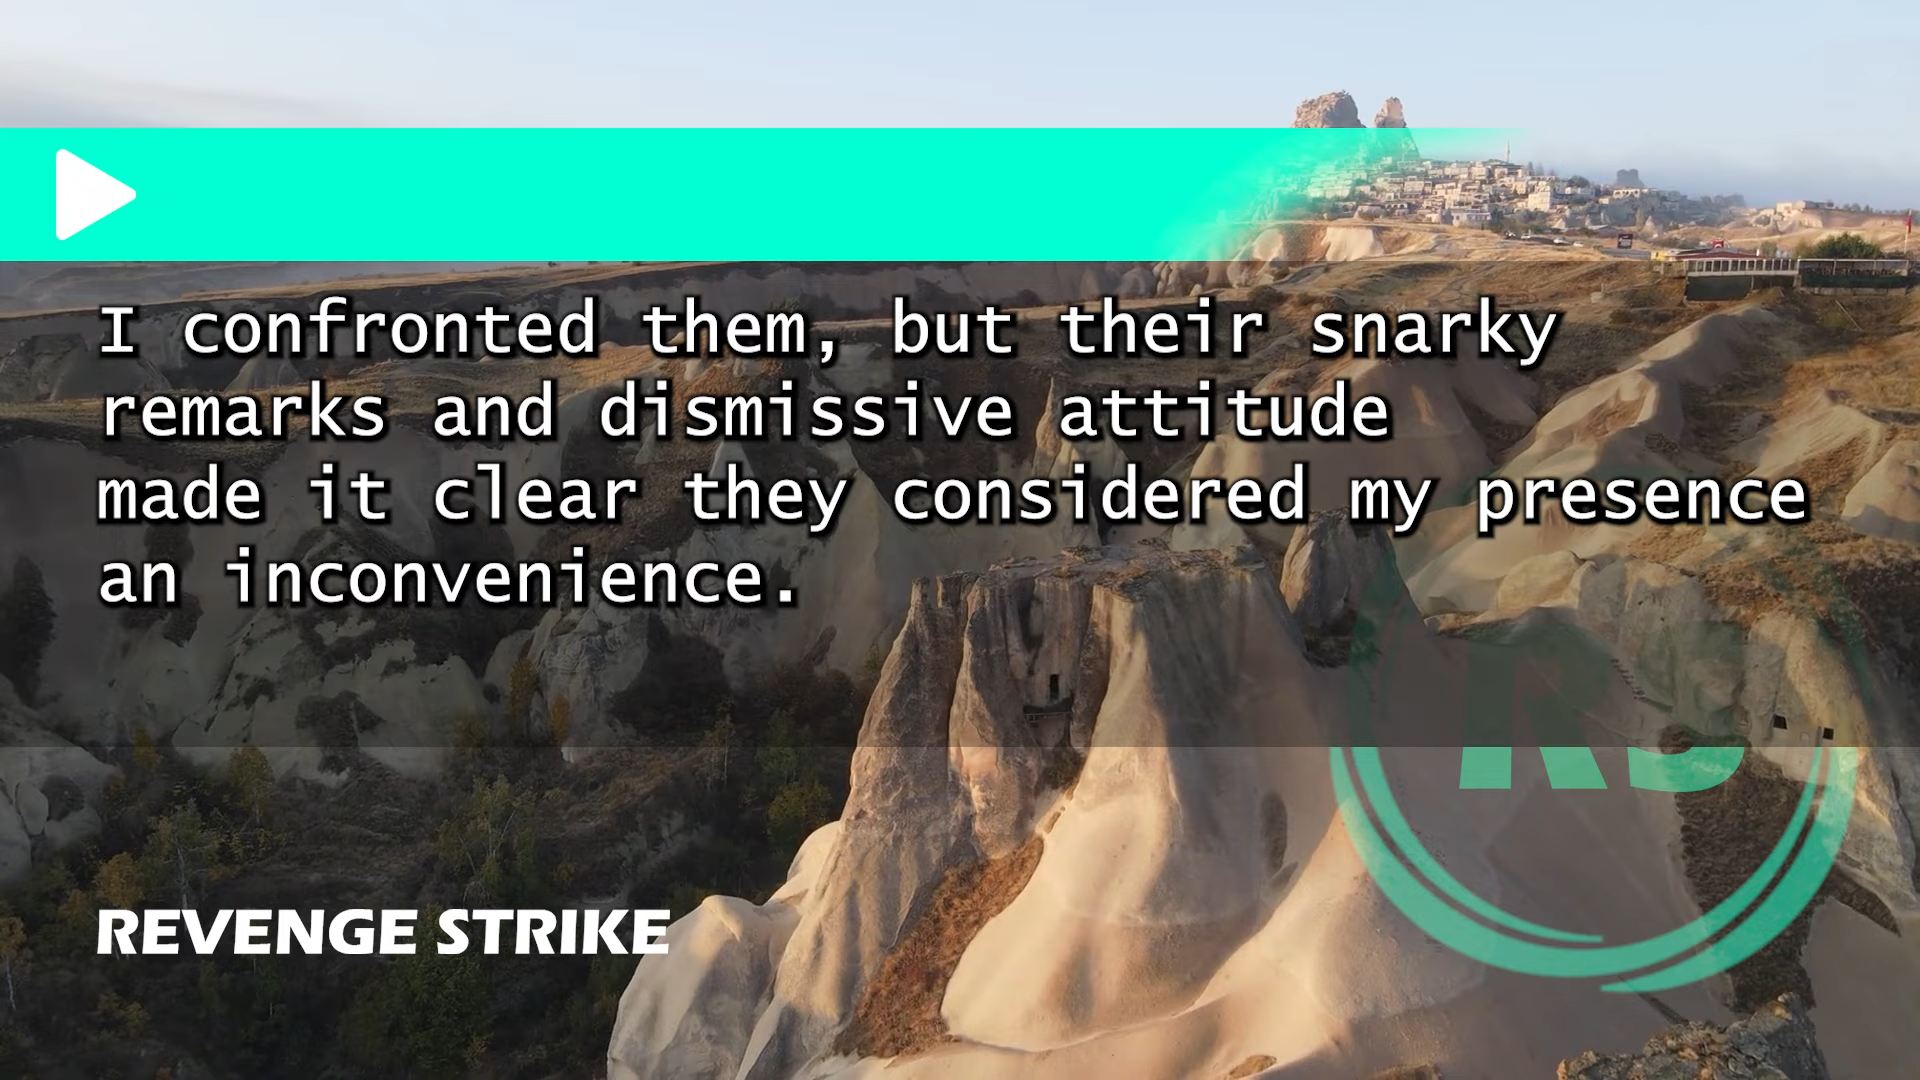 I confronted them, but their snarky
remarks and dismissive attitude
made it clear they considered my presence
an inconvenience.
RS
REVENGE STRIKE